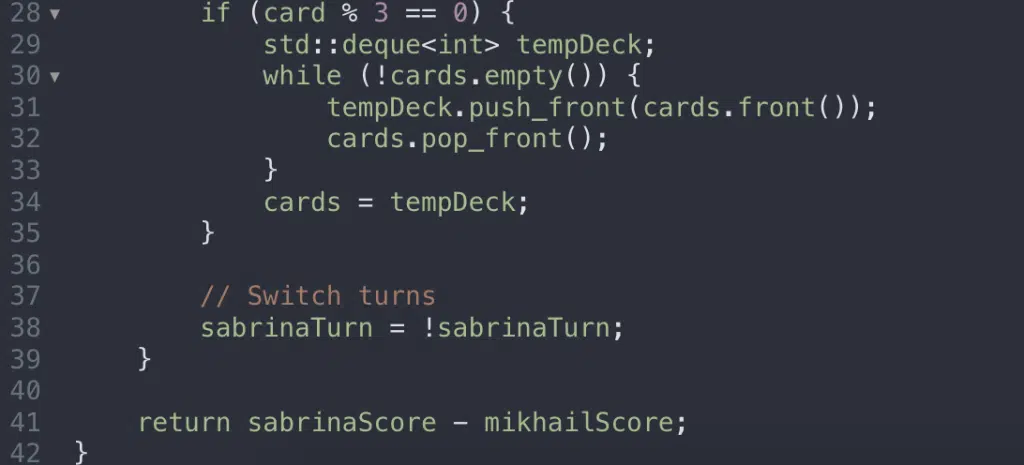 28 ▼ if (card % 3 == 0) {
29 std::deque<int> tempDeck;
30 ▼ while (!cards.empty()) {
31 tempDeck.push_front(cards.front());
32 cards.pop_front();
33 }
34 cards = tempDeck;
35 }
36
37 // Switch turns
38 sabrinaTurn = !sabrinaTurn;
39 }
40
41 return sabrinaScore - mikhailScore;
42 }